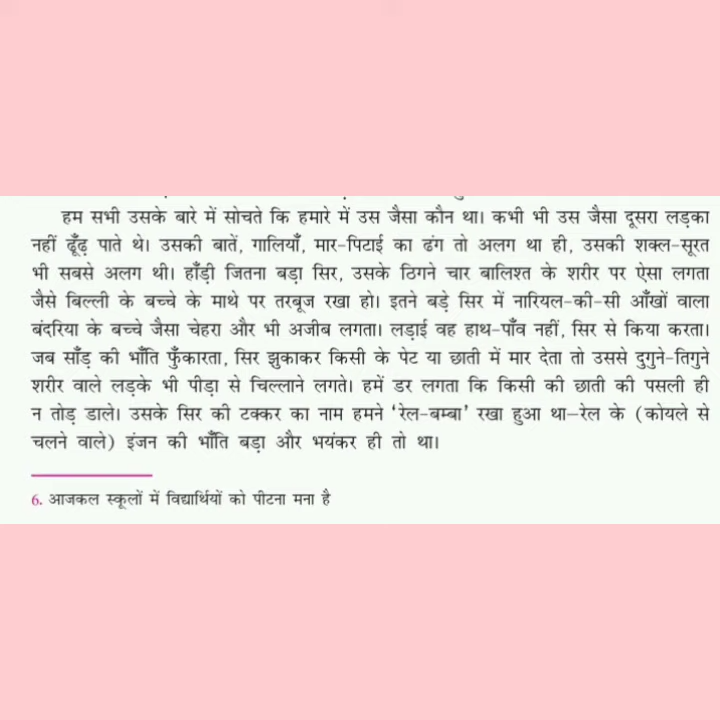 हम सभी उसके बारे में सोचते कि हमारे में उस जैसा कौन था। कभी भी उस जैसा दूसरा लड़का
नहीं ढूँढ़ पाते थे। उसकी बातें, गालियाँ, मार-पिटाई का ढंग तो अलग था ही, उसकी शक्ल-सूरत
भी सबसे अलग थी। हाँड़ी जितना बड़ा सिर, उसके ठिगने चार बालिश्त के शरीर पर ऐसा लगता
जैसे बिल्ली के बच्चे के माथे पर तरबूज रखा हो। इतने बड़े सिर में नारियल-की-सी आँखों वाला
बंदरिया के बच्चे जैसा चेहरा और भी अजीब लगता। लड़ाई वह हाथ-पाँव नहीं, सिर से किया करता।
जब साँड़ की भाँति फुँकारता, सिर झुकाकर किसी के पेट या छाती में मार देता तो उससे दुगुने-तिगुने
शरीर वाले लड़के भी पीड़ा से चिल्लाने लगते। हमें डर लगता कि किसी की छाती की पसली ही
न तोड़ डाले। उसके सिर की टक्कर का नाम हमने ‘रेल-बम्बा’ रखा हुआ था—रेल के (कोयले से
चलने वाले) इंजन की भाँति बड़ा और भयंकर ही तो था।
6. आजकल स्कूलों में विद्यार्थियों को पीटना मना है